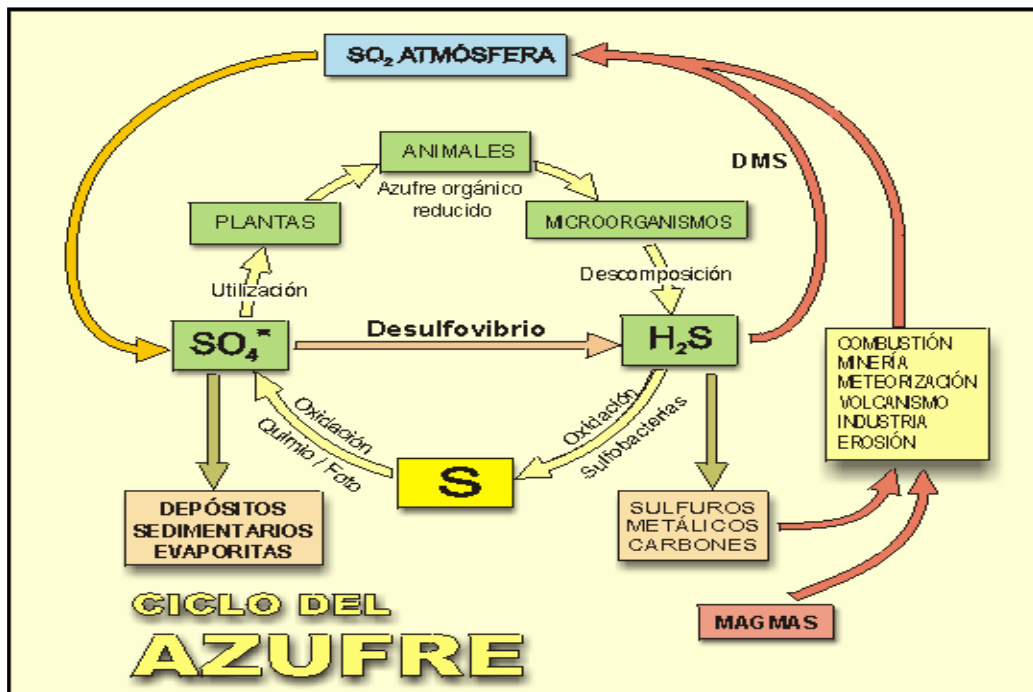 SO₂ ATMÓSFERA
DMS
ANIMALES
Azufre orgánico
reducido
PLANTAS
MICROORGANISMOS
Utilización
Descomposición
SO₄⁼
Desulfovibrio
H₂S
COMBUSTIÓN
MINERÍA
METEORIZACIÓN
VOLCANISMO
INDUSTRIA
EROSIÓN
Oxidación
Quimio / Foto
Oxidación
Sulfobacterias
S
DEPÓSITOS
SEDIMENTARIOS
EVAPORITAS
SULFUROS
METÁLICOS
CARBONES
MAGMAS
CICLO DEL
AZUFRE